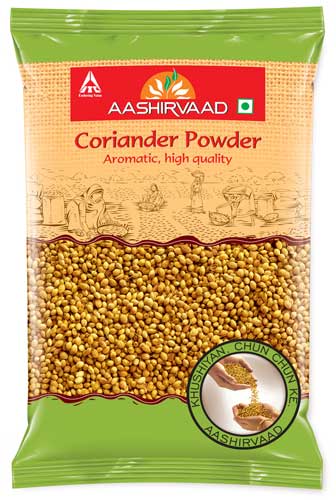 ITC
Enduring Value
AASHIRVAAD
Coriander Powder
Aromatic, high quality
KHUSHIYAN, CHUN CHUN KE.
AASHIRVAAD